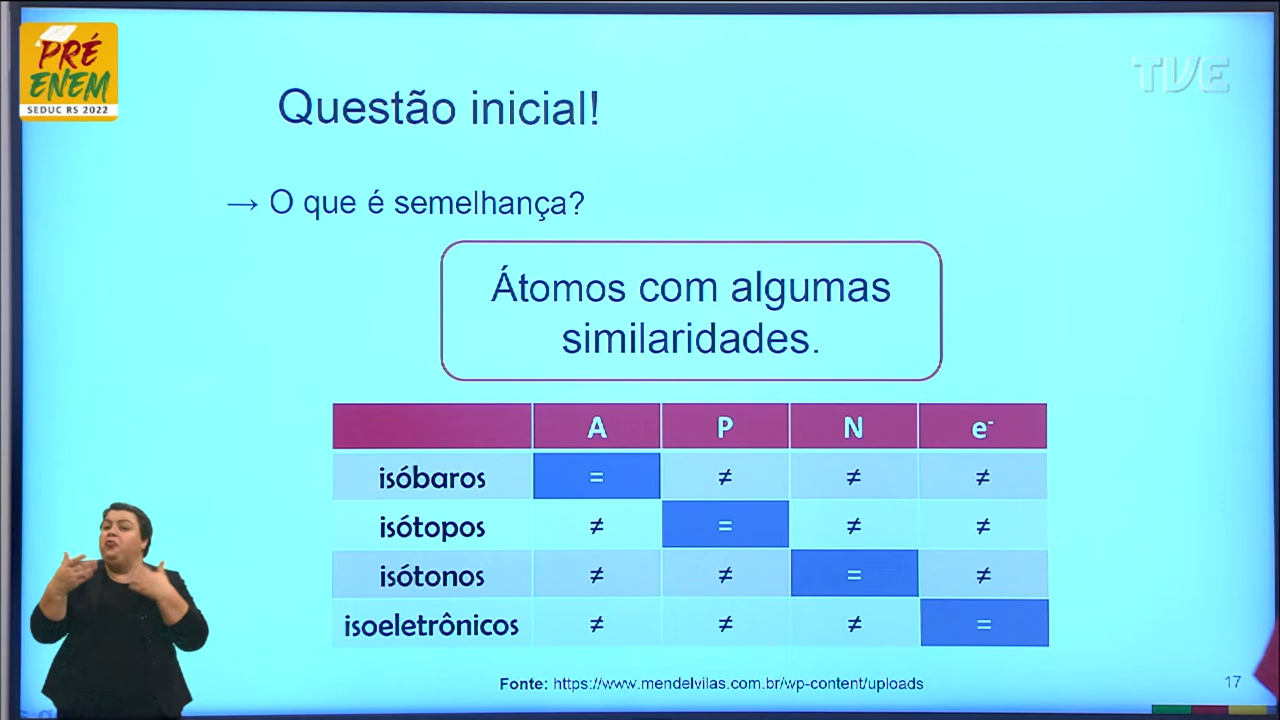 PRÉ
ENEM
SEDUC RS 2022
TVE
Questão inicial!
→ O que é semelhança?
Átomos com algumas
similaridades.
A P N e⁻
isóbaros = ≠ ≠ ≠
isótopos ≠ = ≠ ≠
isótonos ≠ ≠ = ≠
isoeletrônicos ≠ ≠ ≠ =
Fonte: https://www.mendelvilas.com.br/wp-content/uploads
17